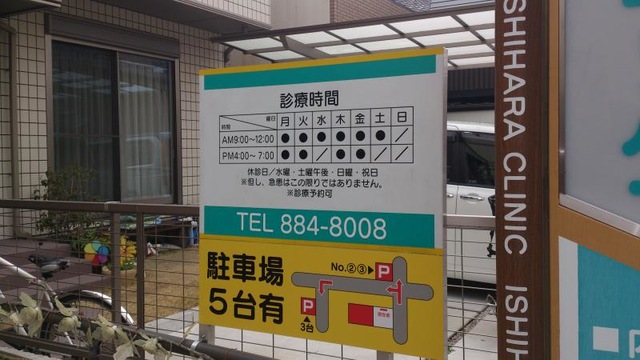 診療時間
曜日 月 火 水 木 金 土 日
時間
AM9:00～12:00 ● ● ● ● ● ● ／
PM4:00～ 7:00 ● ● ／ ● ● ● ／
休診日／水曜・土曜午後・日曜・祝日
※但し、急患はこの限りではありません。
※診療予約可
TEL 884-8008
駐車場
5台有
No.②③▶ P
P
▲
3台
SHIHARA CLINIC ISHI